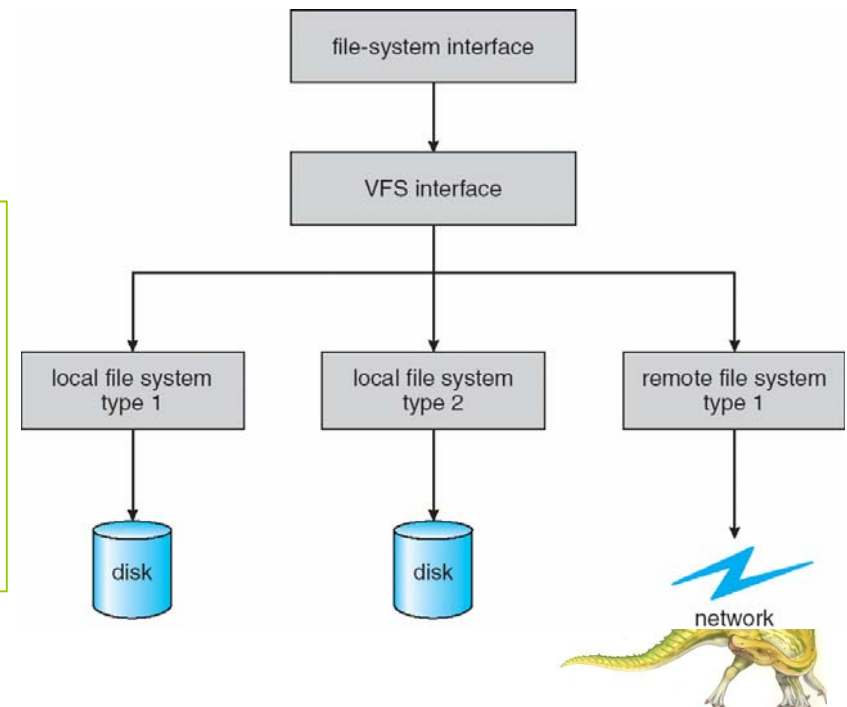 file-system interface
VFS interface
local file system
type 1
local file system
type 2
remote file system
type 1
disk
disk
network